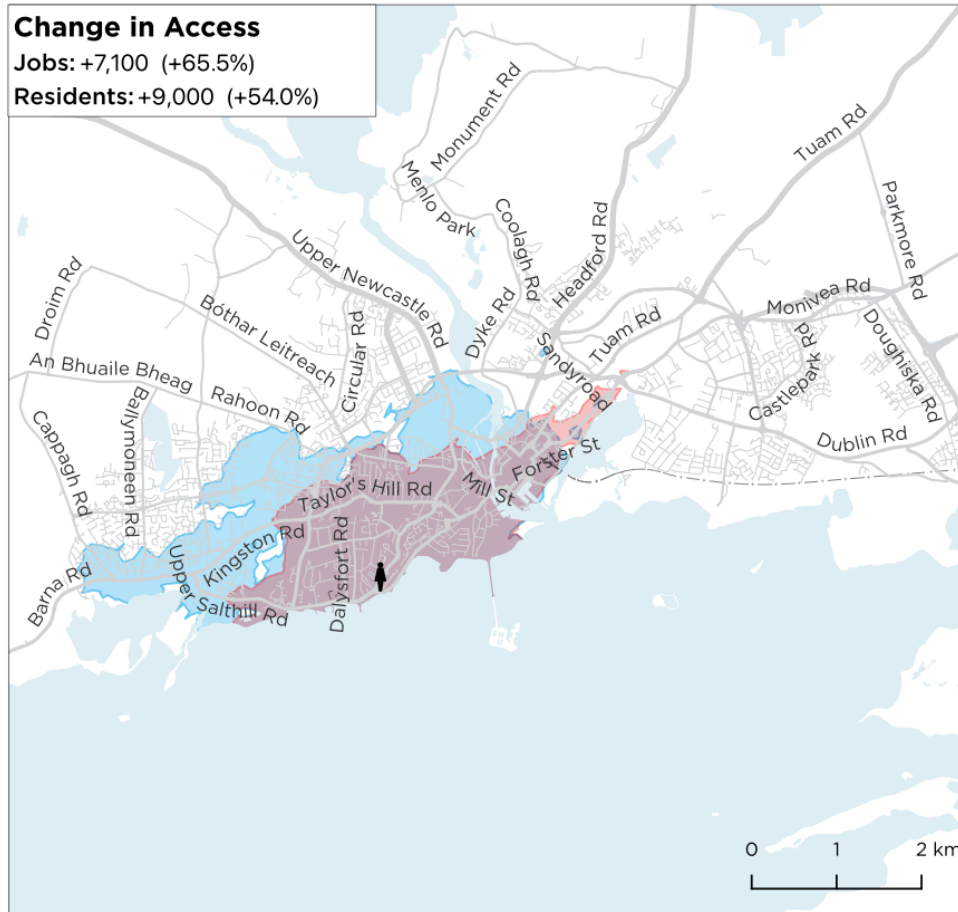 Change in Access
Jobs: +7,100 (+65.5%)
Residents: +9,000 (+54.0%)
Monument Rd
Menlo Park
Tuam Rd
Parkmore Rd
Coolagh Rd
Headford Rd
Upper Newcastle Rd
Droim Rd
Bóthar Leitreach
Circular Rd
Dyke Rd
Sandyroad
Tuam Rd
Monivea Rd
Castlepark Rd
Doughiska Rd
An Bhuaile Bheag
Rahoon Rd
Ballymoneen Rd
Cappagh Rd
Dublin Rd
Forster St
Mill St
Taylor's Hill Rd
Kingston Rd
Barna Rd
Upper Salthill Rd
Dalysfort Rd
0 1 2 km